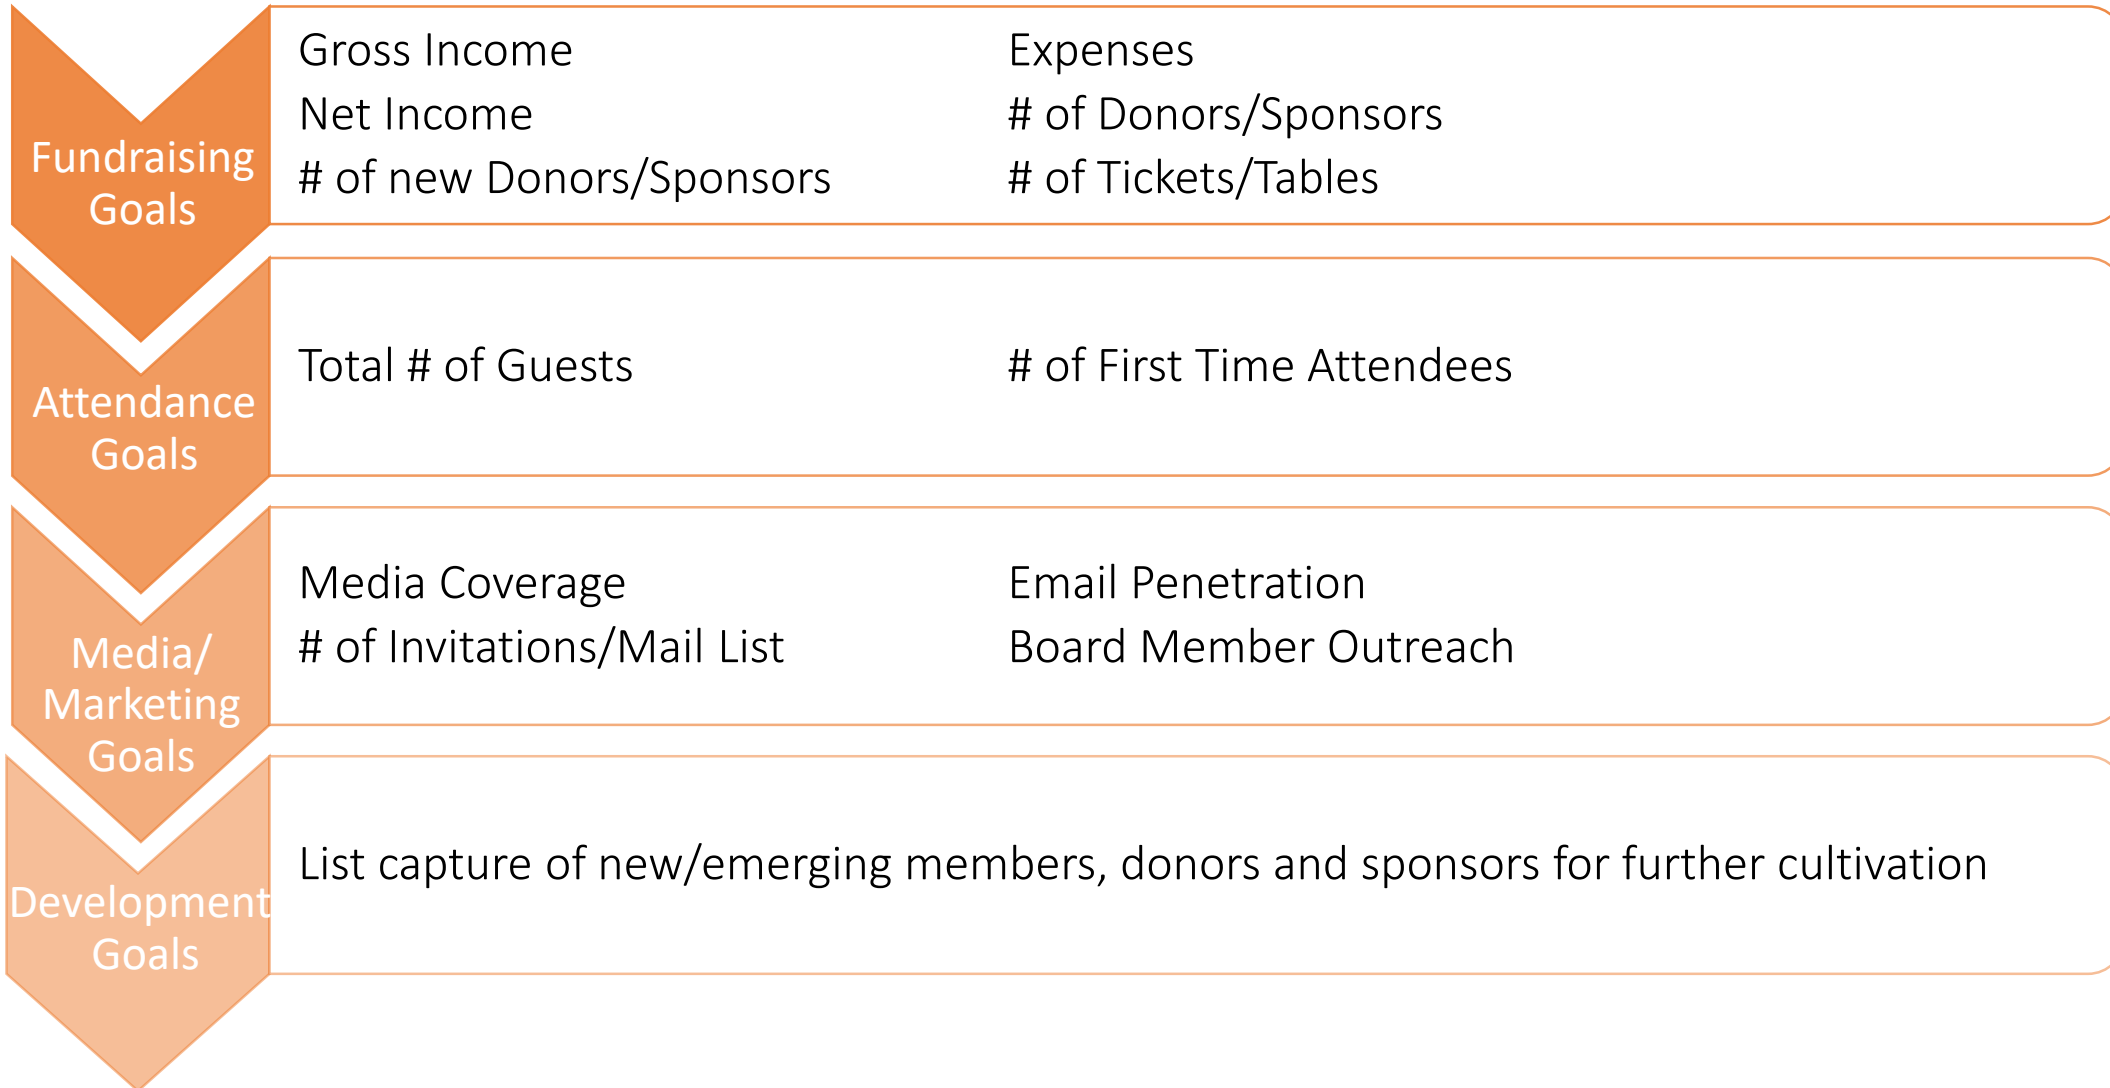 Fundraising
Goals
Gross Income
Expenses
Net Income
# of Donors/Sponsors
# of new Donors/Sponsors
# of Tickets/Tables
Attendance
Goals
Total # of Guests
# of First Time Attendees
Media/
Marketing
Goals
Media Coverage
Email Penetration
# of Invitations/Mail List
Board Member Outreach
Development
Goals
List capture of new/emerging members, donors and sponsors for further cultivation